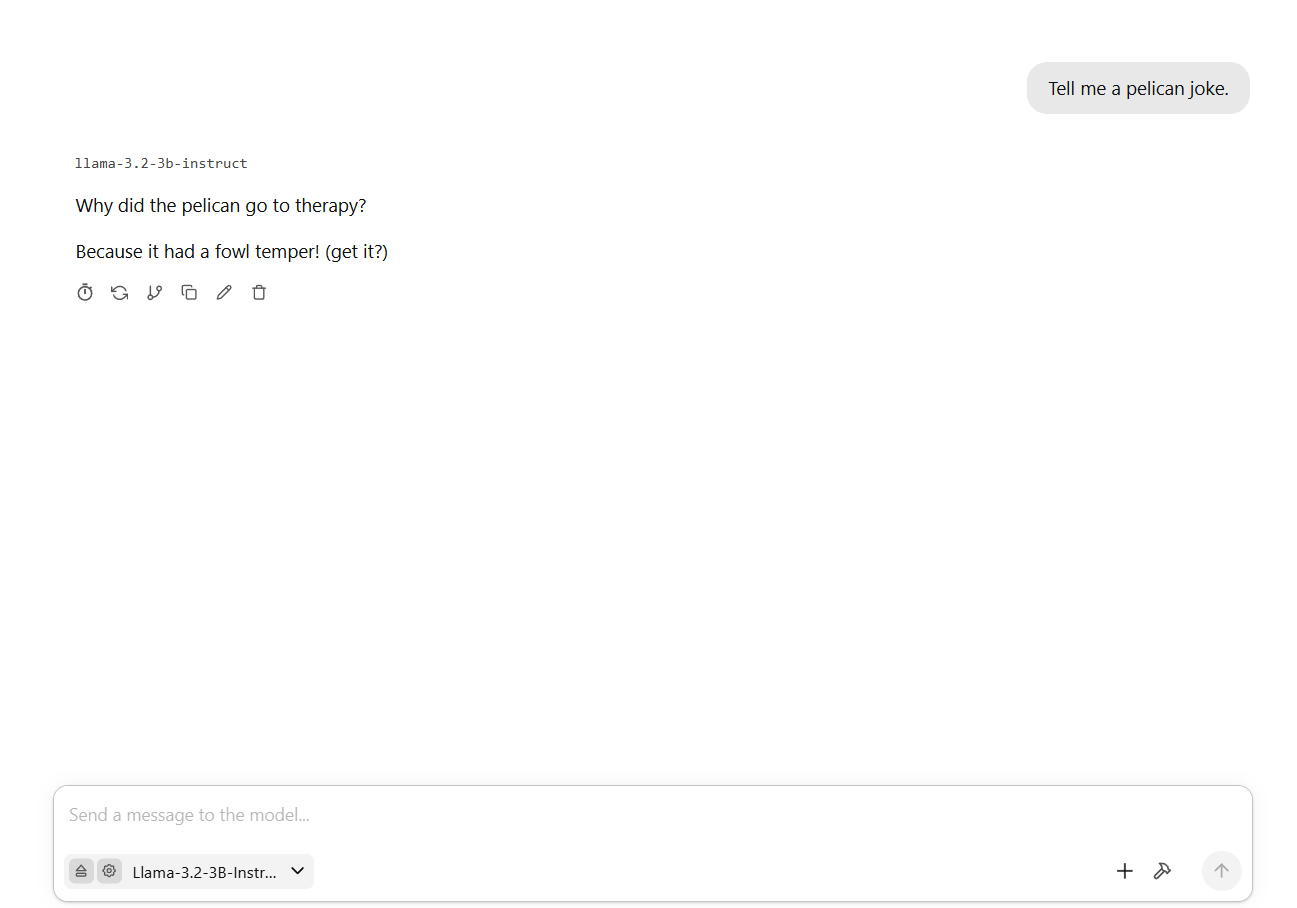 Tell me a pelican joke.
llama-3.2-3b-instruct
Why did the pelican go to therapy?
Because it had a fowl temper! (get it?)
Send a message to the model...
Llama-3.2-3B-Instr...